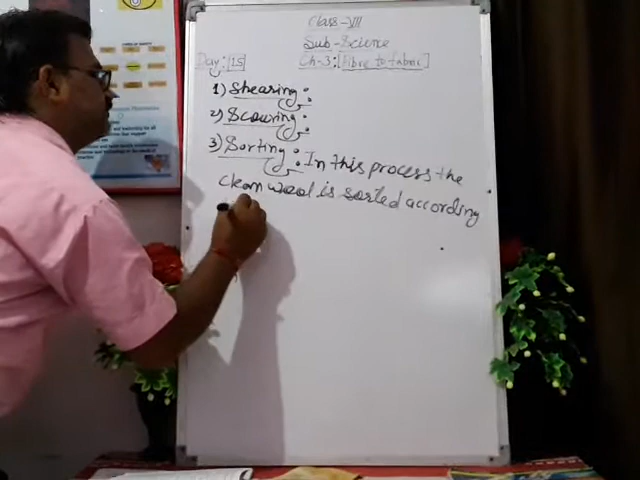 Class-VII
Sub-Science
Day:15
Ch-3:[Fibre to fabric]
1) Shearing:
2) Scouring:
3) Sorting: In this process the
clean wool is sorted according